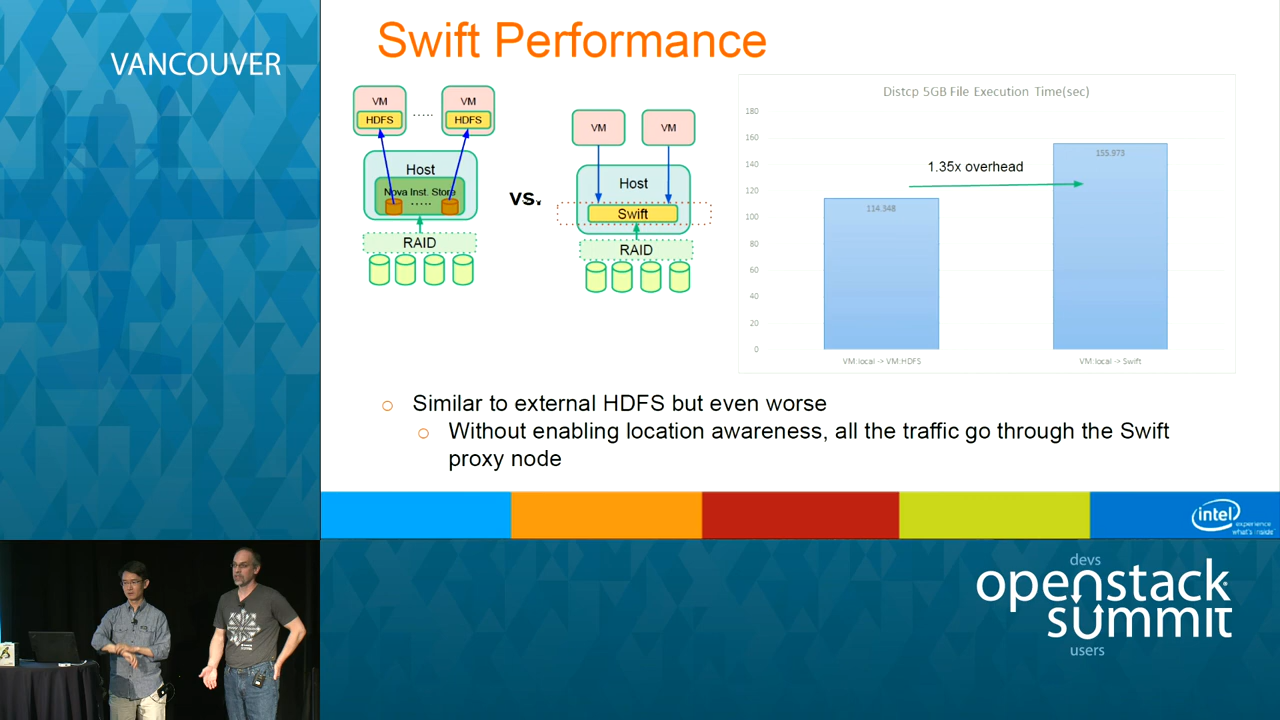 VANCOUVER
Swift Performance
VM
HDFS
.....
VM
HDFS
Host
Nova Inst. Store
.....
RAID
vs.
VM
VM
Host
Swift
RAID
Distcp 5GB File Execution Time(sec)
180
160
140
120
100
80
60
40
20
0
1.35x overhead
114.348
155.973
VM:local -> VM:HDFS
VM:local -> Swift
Similar to external HDFS but even worse
Without enabling location awareness, all the traffic go through the Swift
proxy node
intel
experience
what's inside
devs
openstack
summit
users